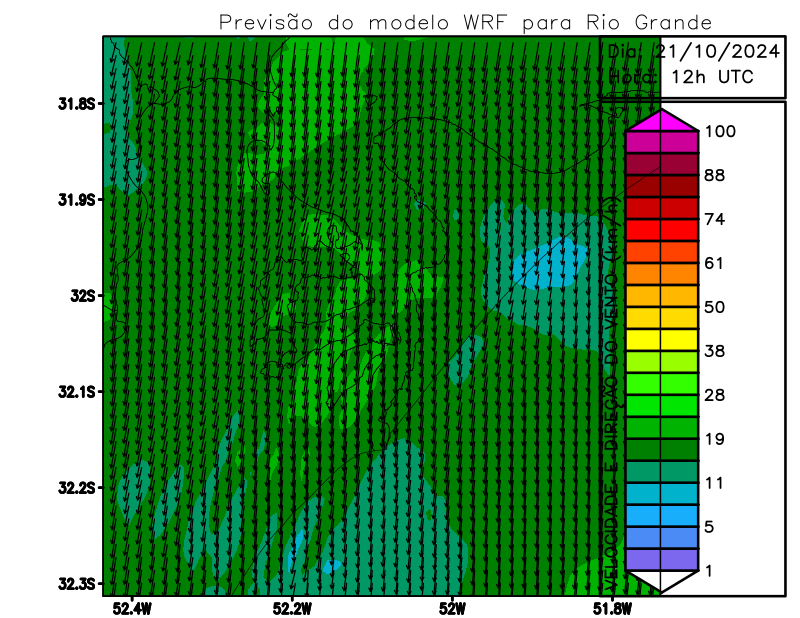 Previsão do modelo WRF para Rio Grande
Dia: 21/10/2024
Hora: 12h UTC
31.8S
31.9S
32S
32.1S
32.2S
32.3S
52.4W
52.2W
52W
51.8W
VELOCIDADE E DIREÇÃO DO VENTO (km/h)
100
88
74
61
50
38
28
19
11
5
1